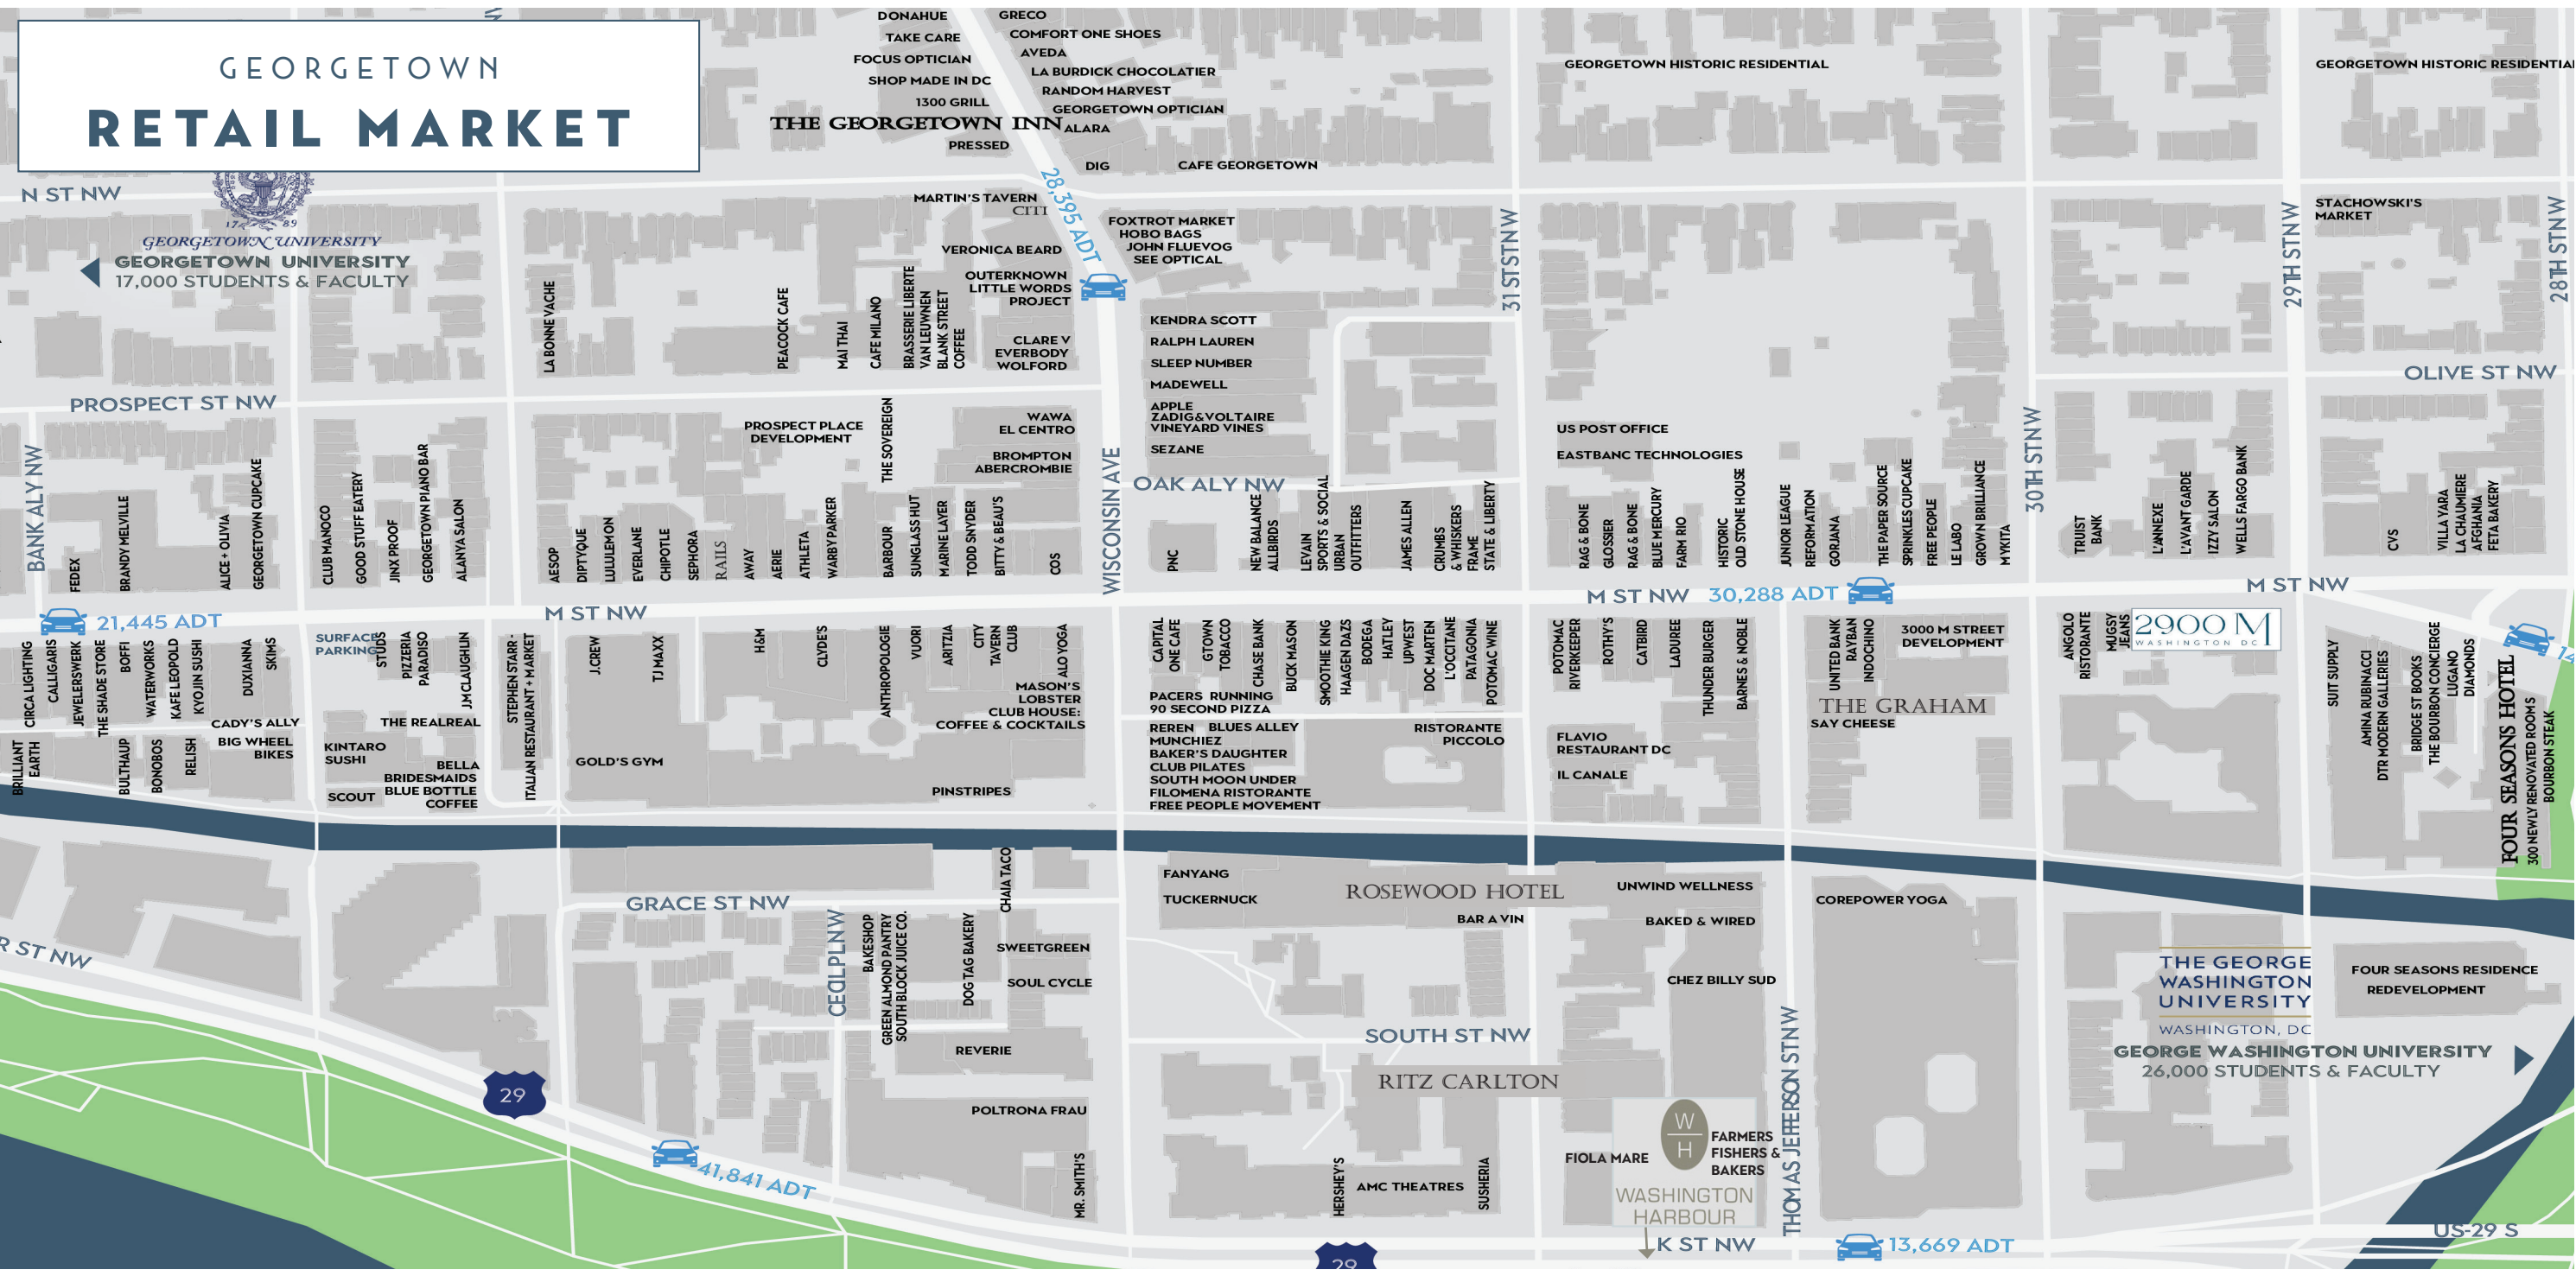 GEORGETOWN
RETAIL MARKET
DONAHUE
TAKE CARE
FOCUS OPTICIAN
SHOP MADE IN DC
1300 GRILL
THE GEORGETOWN INN
PRESSED
GRECO
COMFORT ONE SHOES
AVEDA
LA BURDICK CHOCOLATIER
RANDOM HARVEST
GEORGETOWN OPTICIAN
ALARA
DIG
CAFE GEORGETOWN
GEORGETOWN HISTORIC RESIDENTIAL
GEORGETOWN HISTORIC RESIDENTIAL
N ST NW
17 89
GEORGETOWN UNIVERSITY
GEORGETOWN UNIVERSITY
17,000 STUDENTS & FACULTY
MARTIN'S TAVERN
CITI
28,395 ADT
VERONICA BEARD
OUTERKNOWN
LITTLE WORDS
PROJECT
CLARE V
EVERBODY
WOLFORD
FOXTROT MARKET
HOBO BAGS
JOHN FLUEVOG
SEE OPTICAL
31ST ST NW
29TH ST NW
STACHOWSKI'S
MARKET
28TH ST NW
LA BONNE VACHE
PEACOCK CAFE
MAI THAI
CAFE MILANO
BRASSERIE LIBERTE
VAN LEUWNEN
BLANK STREET
COFFEE
KENDRA SCOTT
RALPH LAUREN
SLEEP NUMBER
MADEWELL
APPLE
ZADIG&VOLTAIRE
VINEYARD VINES
SEZANE
OLIVE ST NW
PROSPECT ST NW
PROSPECT PLACE
DEVELOPMENT
THE SOVEREIGN
WAWA
EL CENTRO
BROMPTON
ABERCROMBIE
WISCONSIN AVE
OAK ALY NW
US POST OFFICE
EASTBANC TECHNOLOGIES
30TH ST NW
BANK ALY NW
FEDEX
BRANDY MELVILLE
ALICE + OLIVIA
GEORGETOWN CUPCAKE
CLUB MANOCO
GOOD STUFF EATERY
JINX PROOF
GEORGETOWN PIANO BAR
ALANYA SALON
AESOP
DIPTYQUE
LULULEMON
EVERLANE
CHIPOTLE
SEPHORA
RAILS
AWAY
AERIE
ATHLETA
WARBY PARKER
BARBOUR
SUNGLASS HUT
MARINE LAYER
TODD SNYDER
BITTY & BEAU'S
COS
PNC
NEW BALANCE
ALLBIRDS
LEVAIN
SPORTS & SOCIAL
URBAN
OUTFITTERS
JAMES ALLEN
CRUMBS
& WHISKERS
FRAME
STATE & LIBERTY
RAG & BONE
GLOSSIER
RAG & BONE
BLUE MERCURY
FARM RIO
HISTORIC
OLD STONE HOUSE
JUNIOR LEAGUE
REFORMATION
GORJANA
THE PAPER SOURCE
SPRINKLES CUPCAKE
FREE PEOPLE
LE LABO
GROWN BRILLIANCE
MYKITA
TRUIST
BANK
L'ANNEXE
L'AVANT GARDE
IZZY SALON
WELLS FARGO BANK
CVS
VILLA YARA
LA CHAUMIERE
AFGHANIA
FETA BAKERY
21,445 ADT
M ST NW
M ST NW
30,288 ADT
M ST NW
CIRCA LIGHTING
CALLIGARIS
JEWELERSWERK
THE SHADE STORE
BOFFI
WATERWORKS
KAFE LEOPOLD
KYOJIN SUSHI
DUXIANNA
SKIMS
CADY'S ALLY
BIG WHEEL
BIKES
BRILLIANT
EARTH
BULTHAUP
BONOBOS
RELISH
SURFACE
PARKING
STUDS
PIZZERIA
PARADISO
J.MCLAUGHLIN
THE REALREAL
KINTARO
SUSHI
SCOUT
BELLA
BRIDESMAIDS
BLUE BOTTLE
COFFEE
STEPHEN STARR -
ITALIAN RESTAURANT + MARKET
J.CREW
TJ MAXX
GOLD'S GYM
H&M
CLYDE'S
ANTHROPOLOGIE
VUORI
ARITZIA
CITY
TAVERN
CLUB
ALO YOGA
MASON'S
LOBSTER
CLUB HOUSE:
COFFEE & COCKTAILS
PINSTRIPES
CAPITAL
ONE CAFE
GTOWN
TOBACCO
CHASE BANK
BUCK MASON
SMOOTHIE KING
HAAGEN DAZS
BODEGA
HATLEY
UPWEST
DOC MARTEN
L'OCCITANE
PATAGONIA
POTOMAC WINE
PACERS RUNNING
90 SECOND PIZZA
REREN BLUES ALLEY
MUNCHIEZ
BAKER'S DAUGHTER
CLUB PILATES
SOUTH MOON UNDER
FILOMENA RISTORANTE
FREE PEOPLE MOVEMENT
RISTORANTE
PICCOLO
POTOMAC
RIVERKEEPER
ROTHY'S
CATBIRD
LADUREE
THUNDER BURGER
BARNES & NOBLE
FLAVIO
RESTAURANT DC
IL CANALE
UNITED BANK
RAYBAN
INDOCHINO
3000 M STREET
DEVELOPMENT
THE GRAHAM
SAY CHEESE
ANGOLO
RISTORANTE
MUGSY
JEANS
2900 M
WASHINGTON DC
SUIT SUPPLY
AMINA RUBINACCI
DTR MODERN GALLERIES
BRIDGE ST BOOKS
THE BOURBON CONCIERGE
LUGANO
DIAMONDS
FOUR SEASONS HOTEL
300 NEWLY RENOVATED ROOMS
BOURBON STEAK
14
GRACE ST NW
CHAIA TACO
CECIL PL NW
BAKESHOP
GREEN ALMOND PANTRY
SOUTH BLOCK JUICE CO.
DOG TAG BAKERY
SWEETGREEN
SOUL CYCLE
REVERIE
POLTRONA FRAU
MR. SMITH'S
FANYANG
TUCKERNUCK
ROSEWOOD HOTEL
BAR A VIN
UNWIND WELLNESS
BAKED & WIRED
CHEZ BILLY SUD
COREPOWER YOGA
THE GEORGE
WASHINGTON
UNIVERSITY
WASHINGTON, DC
GEORGE WASHINGTON UNIVERSITY
26,000 STUDENTS & FACULTY
FOUR SEASONS RESIDENCE
REDEVELOPMENT
R ST NW
29
41,841 ADT
SOUTH ST NW
RITZ CARLTON
HERSHEY'S
AMC THEATRES
SUSHERIA
FIOLA MARE
W
H
FARMERS
FISHERS &
BAKERS
WASHINGTON
HARBOUR
THOMAS JEFFERSON ST NW
K ST NW
13,669 ADT
US-29 S
29